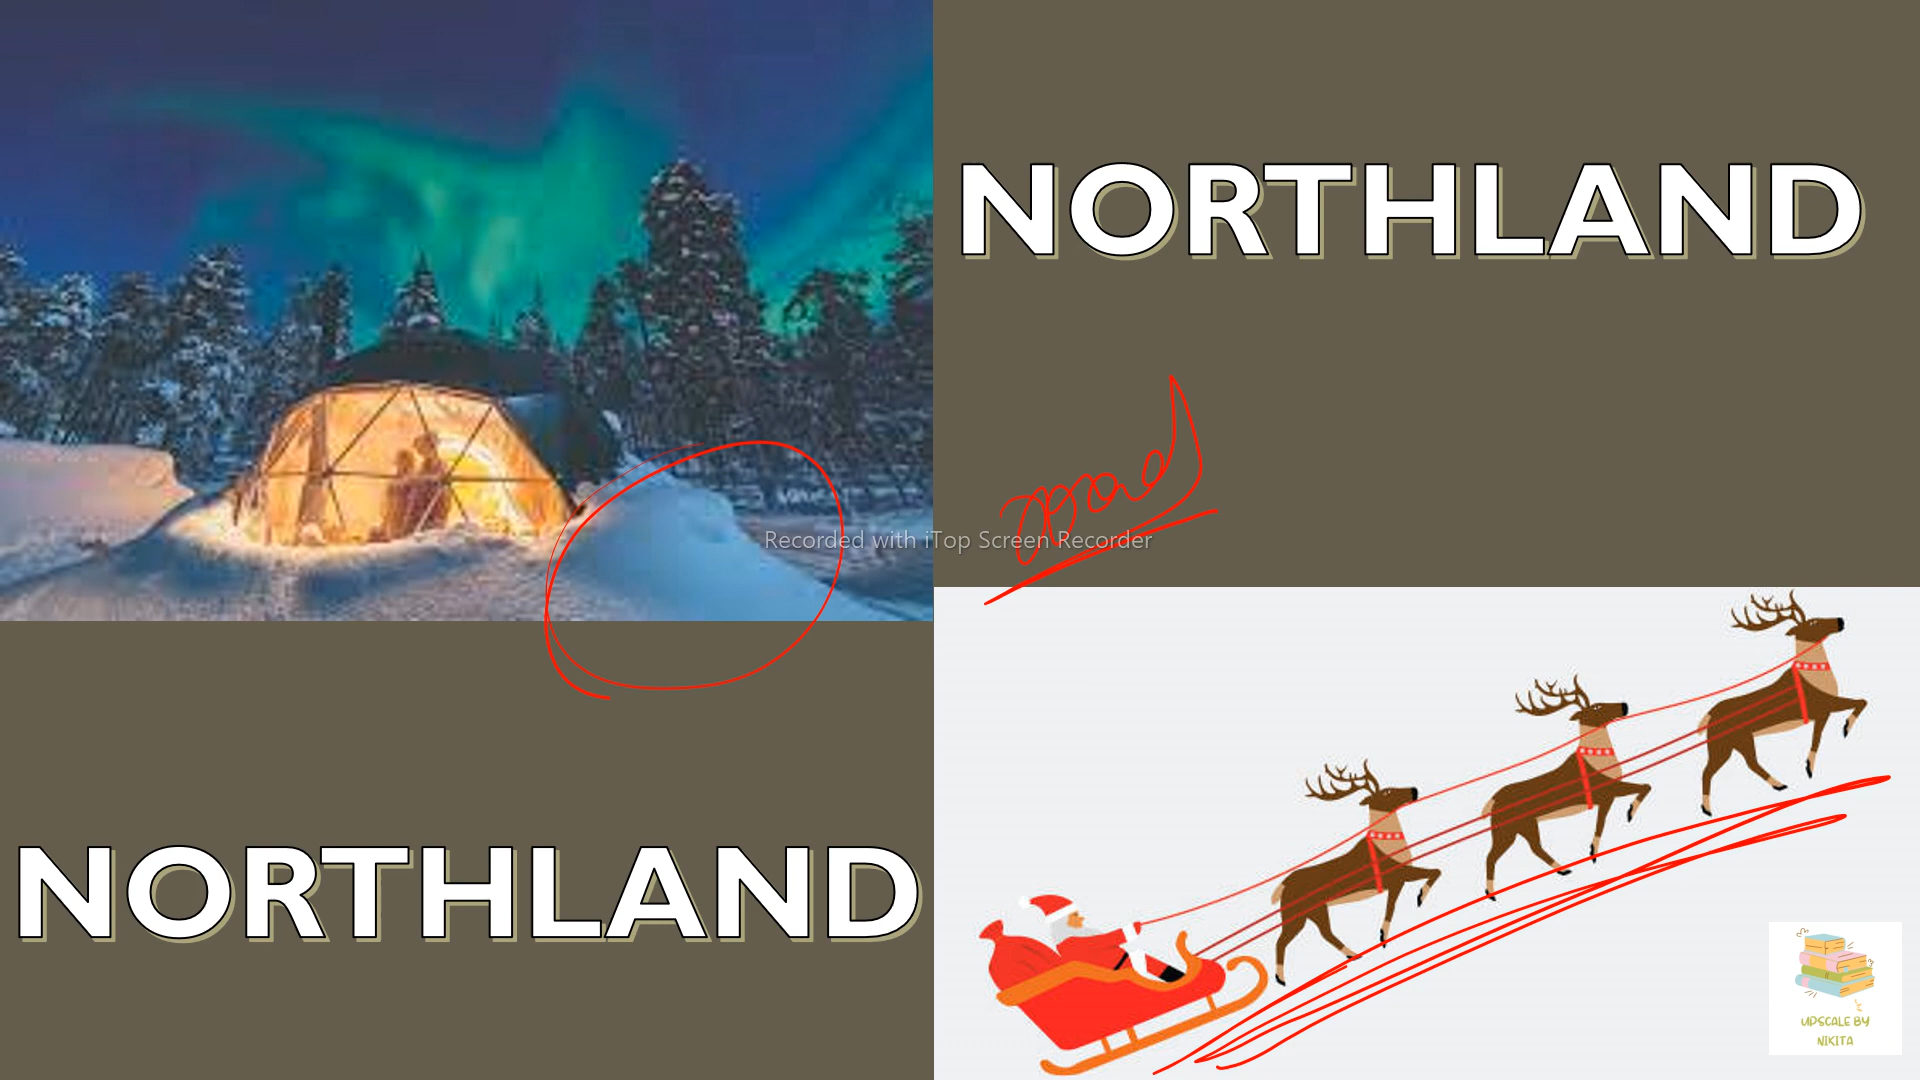 NORTHLAND
Recorded with iTop Screen Recorder
NORTHLAND
UPSCALE BY
NIKITA